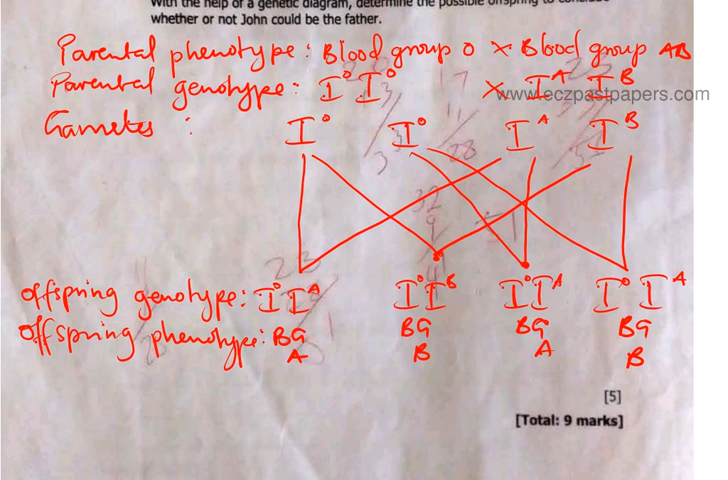 With the help of a genetic diagram, determine the possible offspring to conclude
whether or not John could be the father.
Parental phenotype: Blood group O × Blood group AB
Parental genotype: I° I° × Iᴬ Iᴮ
www.eczpastpapers.com
Gametes : I° I° Iᴬ Iᴮ
Offspring genotype: I° Iᴬ I° Iᴮ I° Iᴬ I° Iᴬ
Offspring phenotype: BG BG BG BG
A B A B
[5]
[Total: 9 marks]